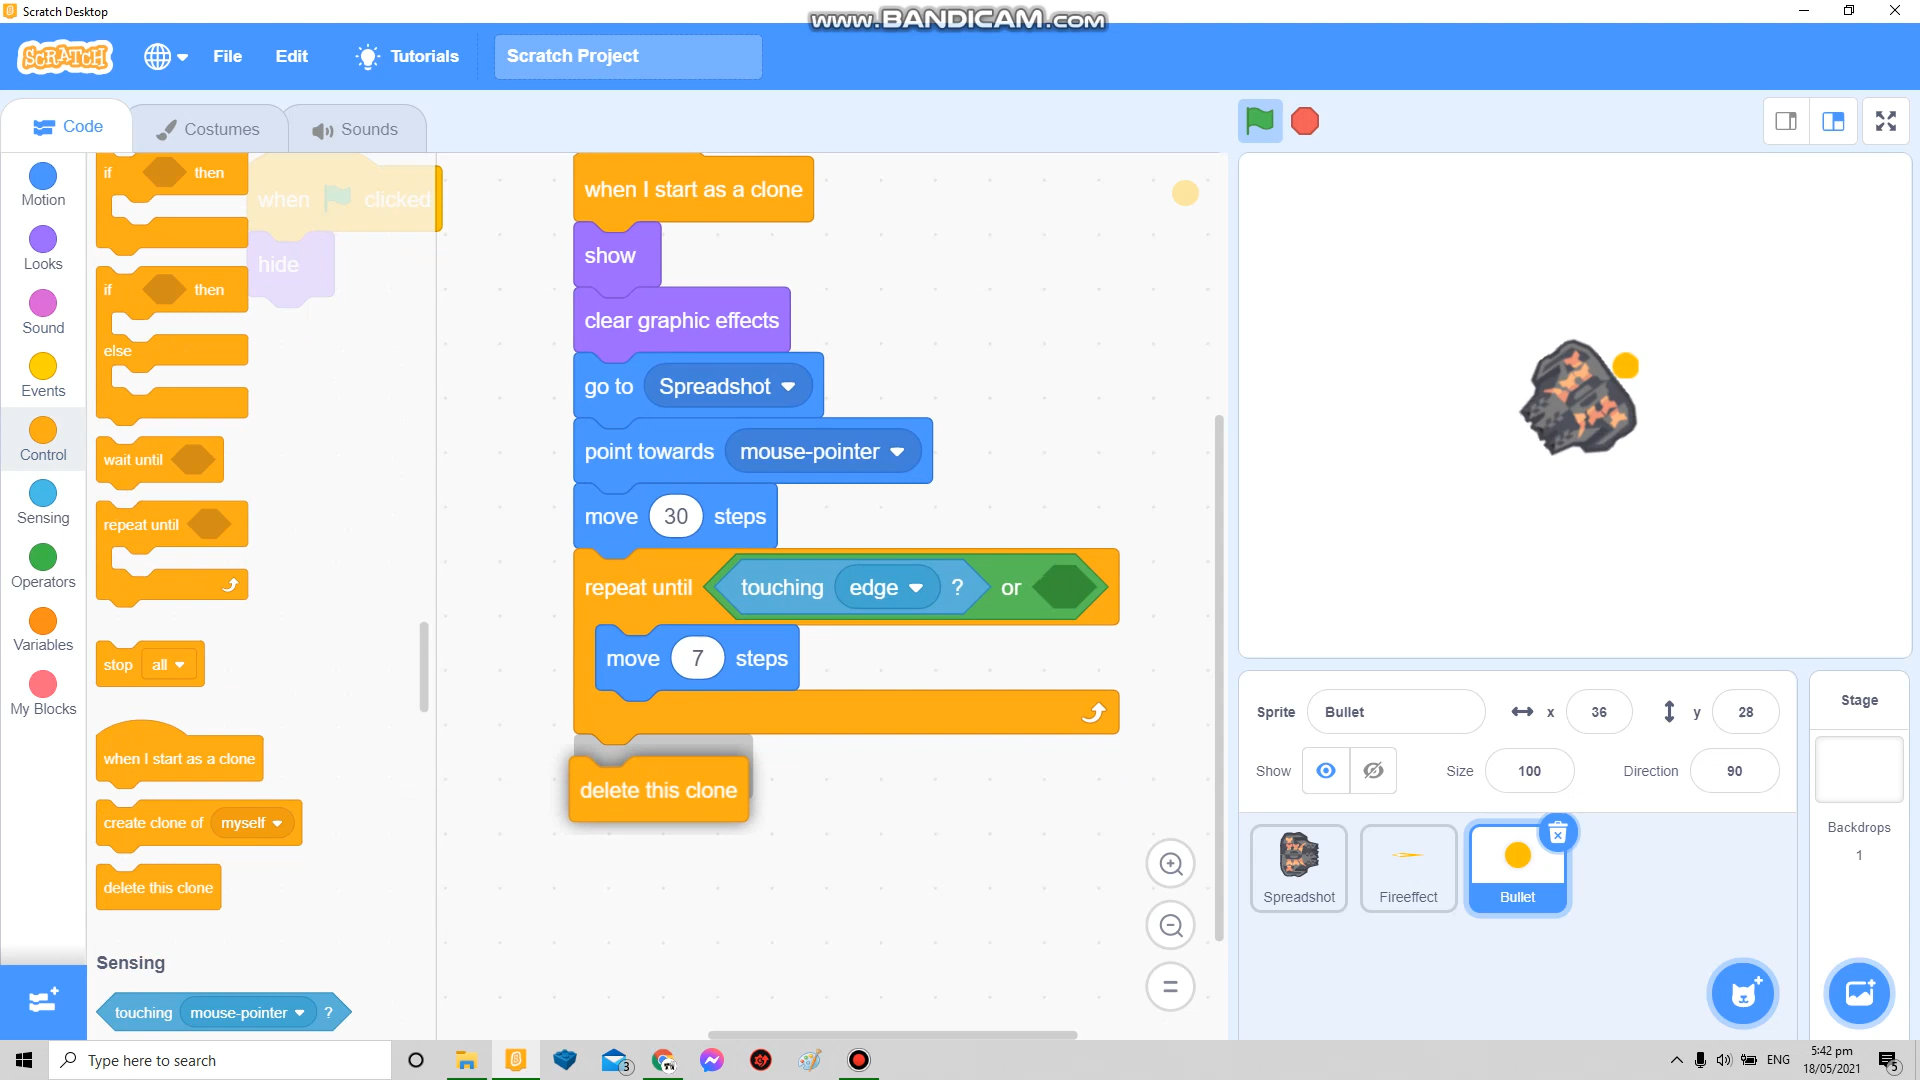 Scratch Desktop
www.BANDICAM.com
SCRATCH
File
Edit
Tutorials
Scratch Project
Code
Costumes
Sounds
Motion
Looks
Sound
Events
Control
Sensing
Operators
Variables
My Blocks
if then
if then
else
wait until
repeat until
stop all
when I start as a clone
create clone of myself
delete this clone
Sensing
touching mouse-pointer ?
when clicked
hide
when I start as a clone
show
clear graphic effects
go to Spreadshot
point towards mouse-pointer
move 30 steps
repeat until touching edge ? or
move 7 steps
delete this clone
Sprite Bullet x 36 y 28
Show Size 100 Direction 90
Spreadshot
Fireeffect
Bullet
Stage
Backdrops
1
Type here to search
3
ENG
5:42 pm
18/05/2021
5